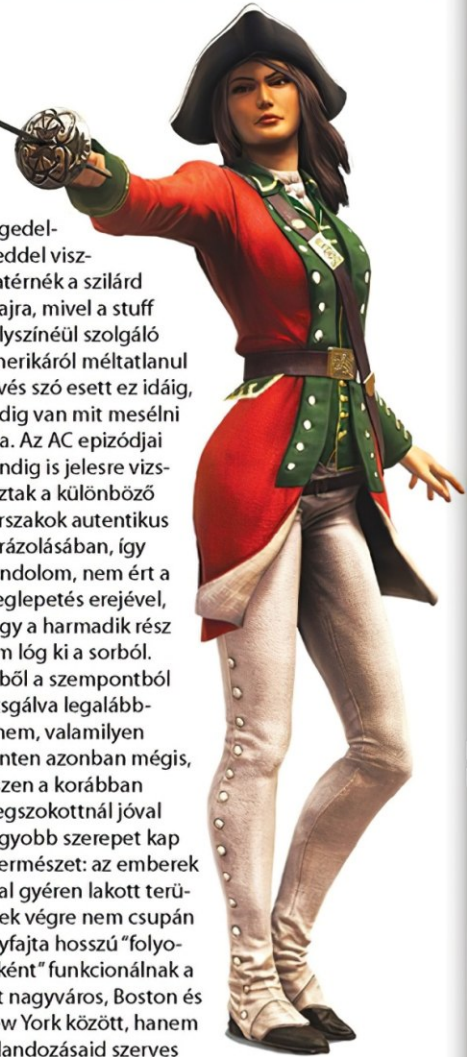 gedel-
eddel visz-
atérnék a szilárd
ajra, mivel a stuff
lyszínéül szolgáló
merikáról méltatlanul
vés szó esett ez idáig,
dig van mit mesélni
a. Az AC epizódjai
ndig is jelesre vizs-
ztak a különböző
rszakok autentikus
rázolásában, így
ndolom, nem ért a
eglepetés erejével,
gy a harmadik rész
m lóg ki a sorból.
ből a szempontból
sgálva legalább-
nem, valamilyen
nten azonban mégis,
szen a korábban
egszokottnál jóval
gyobb szerepet kap
ermészet: az emberek
al gyéren lakott terü-
ek végre nem csupán
yfajta hosszú "folyo-
ként" funkcionálnak a
t nagyváros, Boston és
w York között, hanem
landozásaid szerves